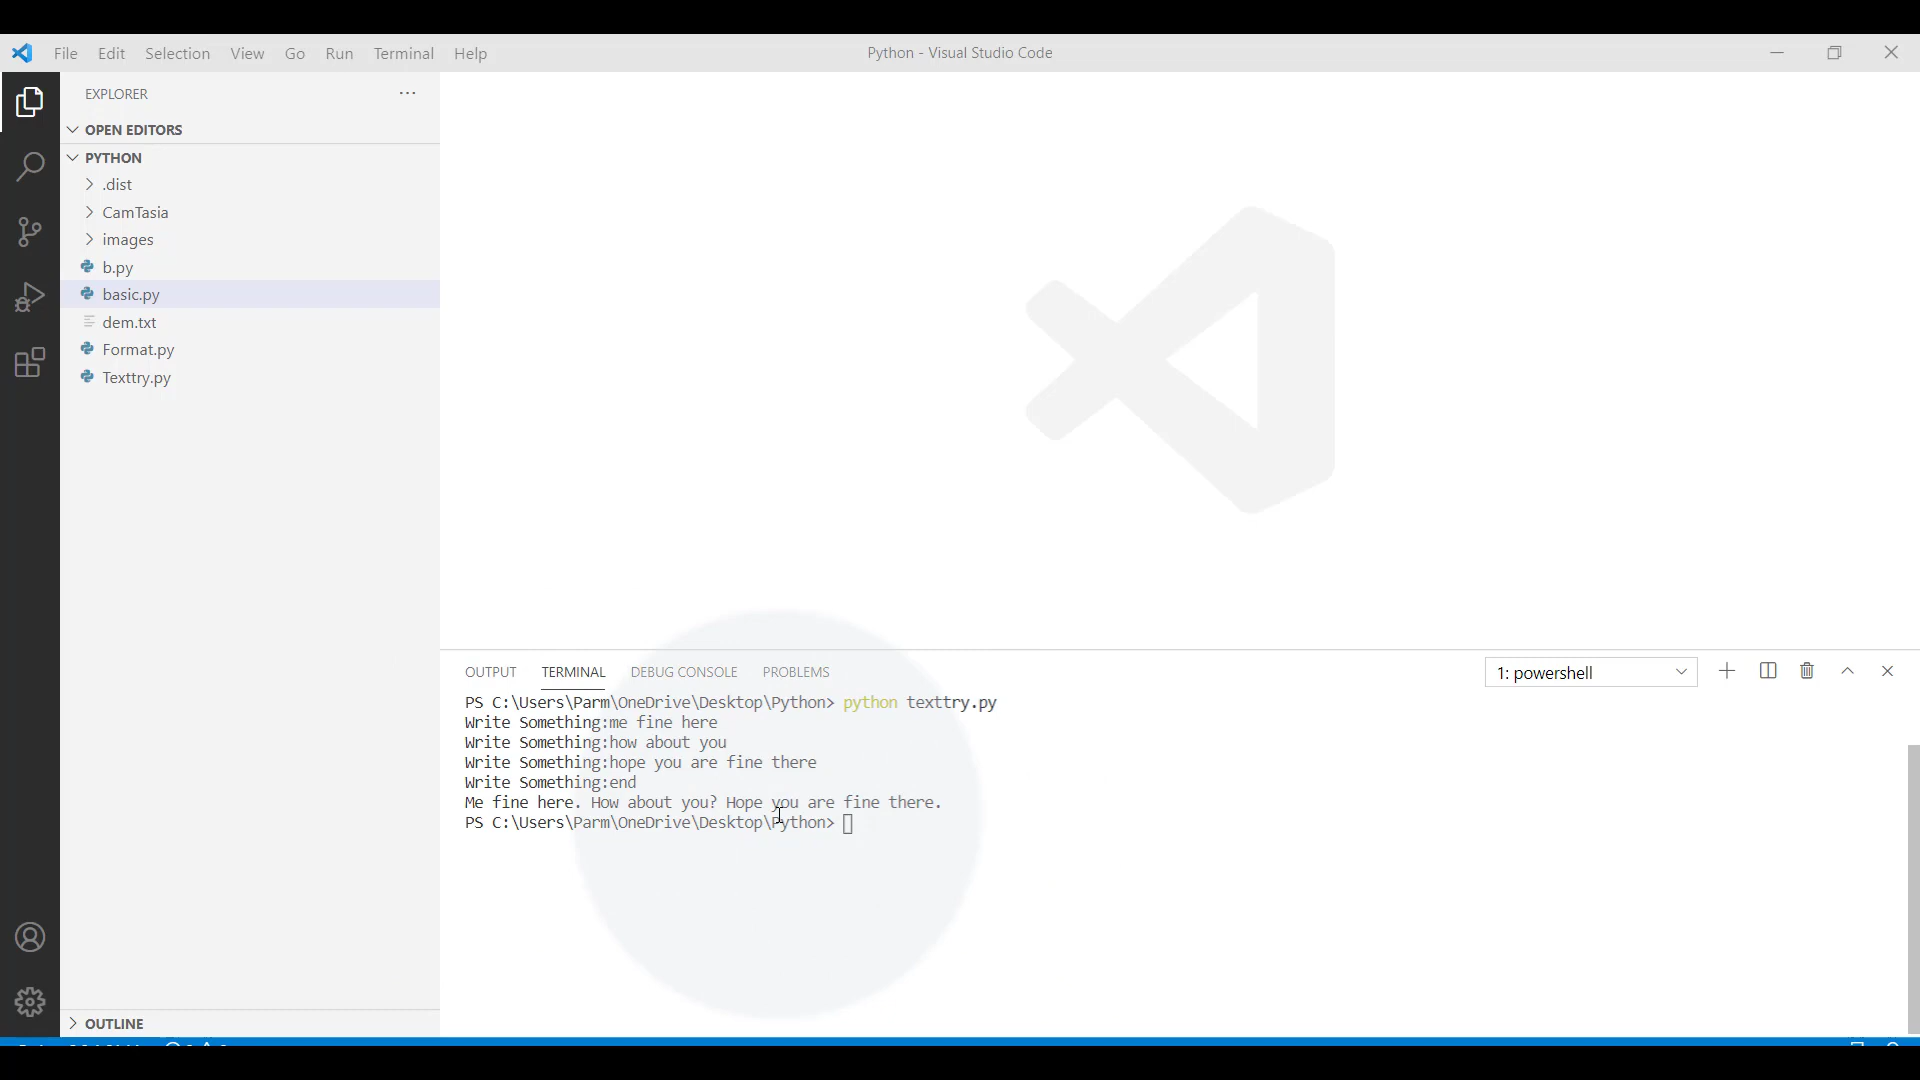 File Edit Selection View Go Run Terminal Help
Python - Visual Studio Code
EXPLORER
OPEN EDITORS
PYTHON
.dist
CamTasia
images
b.py
basic.py
dem.txt
Format.py
Texttry.py
OUTLINE
OUTPUT TERMINAL DEBUG CONSOLE PROBLEMS
1: powershell
PS C:\Users\Parm\OneDrive\Desktop\Python> python texttry.py
Write Something:me fine here
Write Something:how about you
Write Something:hope you are fine there
Write Something:end
Me fine here. How about you? Hope you are fine there.
PS C:\Users\Parm\OneDrive\Desktop\Python>